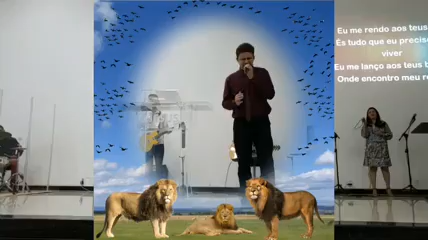 Eu me rendo aos teus
És tudo que eu precis
viver
Eu me lanço aos teus b
Onde encontro meu re